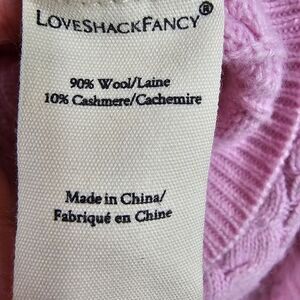 LOVESHACKFANCY®
90% Wool/Laine
10% Cashmere/Cachemire
Made in China/
Fabriqué en Chine